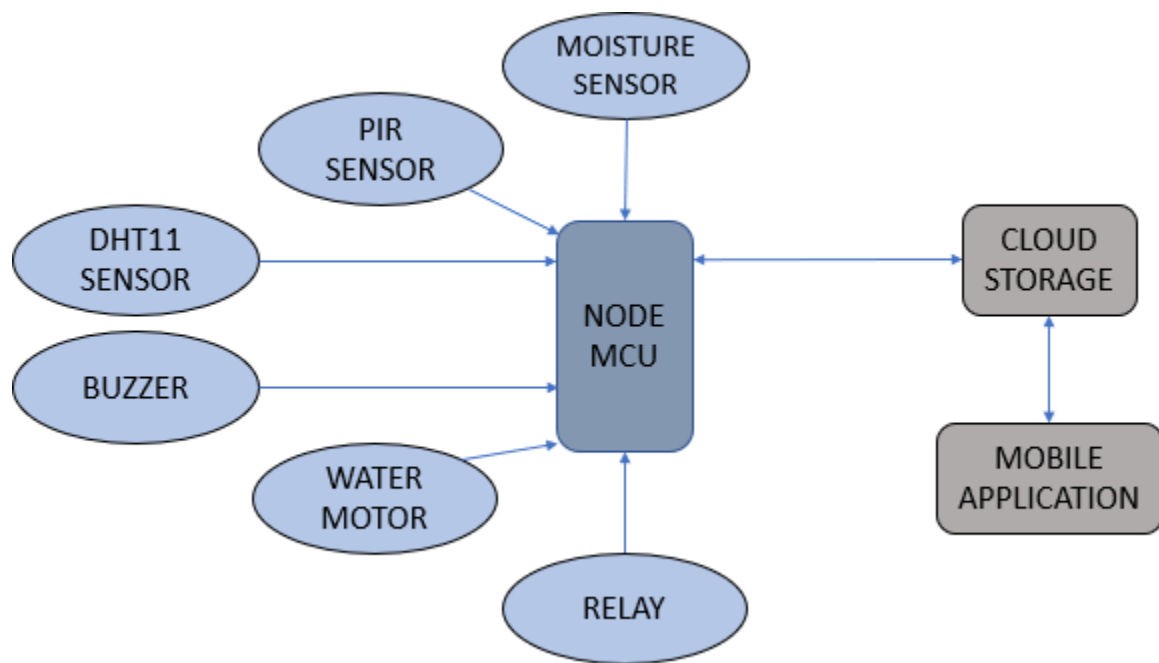 MOISTURE
SENSOR
PIR
SENSOR
DHT11
SENSOR
BUZZER
WATER
MOTOR
RELAY
NODE
MCU
CLOUD
STORAGE
MOBILE
APPLICATION